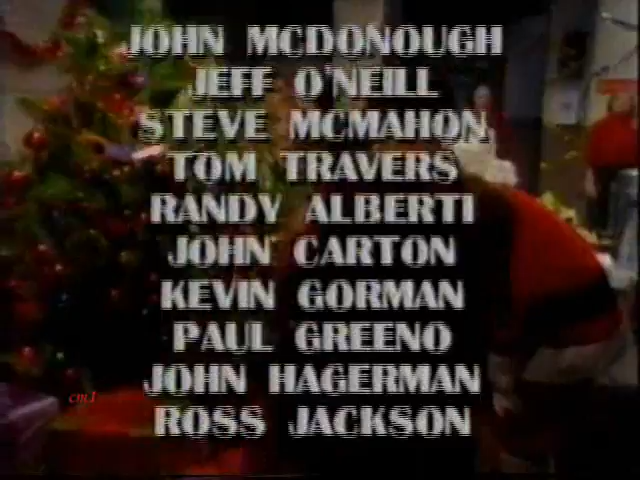 JOHN MCDONOUGH
JEFF O'NEILL
STEVE MCMAHON
TOM TRAVERS
RANDY ALBERTI
JOHN CARTON
KEVIN GORMAN
PAUL GREENO
JOHN HAGERMAN
ROSS JACKSON
cm1